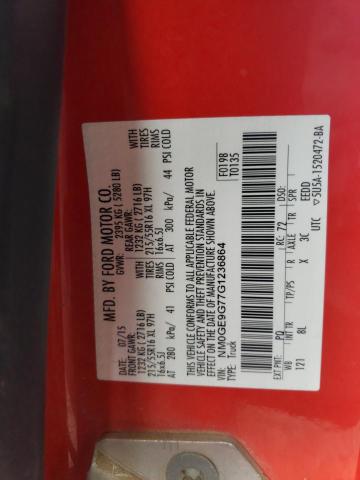 MFD. BY FORD MOTOR CO.
DATE: 07/15 GVWR: 2395 KG ( 5280 LB)
FRONT GAWR: REAR GAWR:
1232 KG ( 2716 LB) WITH 1232 KG ( 2716 LB) WITH
215/55R16 XL 97H TIRES 215/55R16 XL 97H TIRES
16x6.5J RIMS 16x6.5J RIMS
AT 280 kPa/ 41 PSI COLD AT 300 kPa/ 44 PSI COLD
THIS VEHICLE CONFORMS TO ALL APPLICABLE FEDERAL MOTOR
VEHICLE SAFETY AND THEFT PREVENTION STANDARDS IN
EFFECT ON THE DATE OF MANUFACTURE SHOWN ABOVE.
VIN: NM0GE9G77G1236864 F0198
TYPE: Truck T0135
EXT PNT: PQ RC: 72 DSO:
WB INT TR TP/PS R AXLE TR SPR EEDD
121 BL X 3C UTC ▽5U5A-1520472-BA